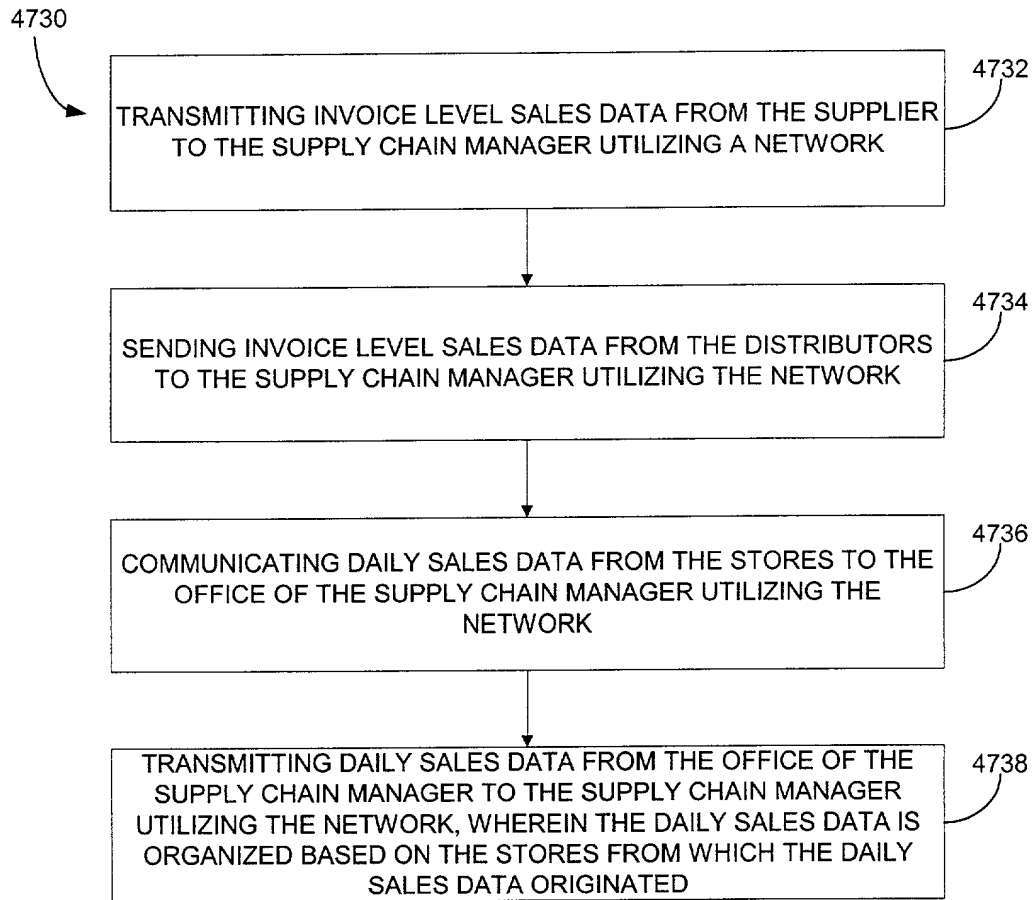 4730
4732
TRANSMITTING INVOICE LEVEL SALES DATA FROM THE SUPPLIER
TO THE SUPPLY CHAIN MANAGER UTILIZING A NETWORK
4734
SENDING INVOICE LEVEL SALES DATA FROM THE DISTRIBUTORS
TO THE SUPPLY CHAIN MANAGER UTILIZING THE NETWORK
4736
COMMUNICATING DAILY SALES DATA FROM THE STORES TO THE
OFFICE OF THE SUPPLY CHAIN MANAGER UTILIZING THE
NETWORK
4738
TRANSMITTING DAILY SALES DATA FROM THE OFFICE OF THE
SUPPLY CHAIN MANAGER TO THE SUPPLY CHAIN MANAGER
UTILIZING THE NETWORK, WHEREIN THE DAILY SALES DATA IS
ORGANIZED BASED ON THE STORES FROM WHICH THE DAILY
SALES DATA ORIGINATED